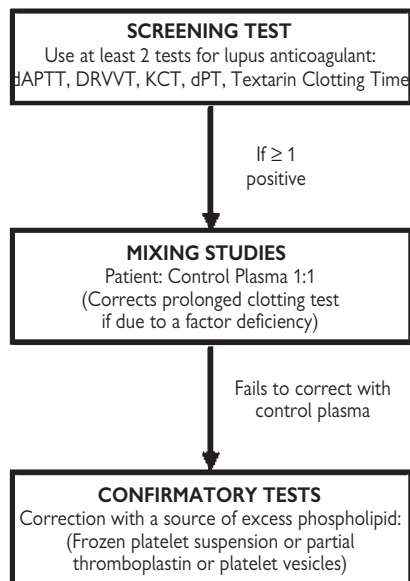 SCREENING TEST
Use at least 2 tests for lupus anticoagulant:
dAPTT, DRVVT, KCT, dPT, Textarin Clotting Time
If ≥ 1
positive
MIXING STUDIES
Patient: Control Plasma 1:1
(Corrects prolonged clotting test
if due to a factor deficiency)
Fails to correct with
control plasma
CONFIRMATORY TESTS
Correction with a source of excess phospholipid:
(Frozen platelet suspension or partial
thromboplastin or platelet vesicles)